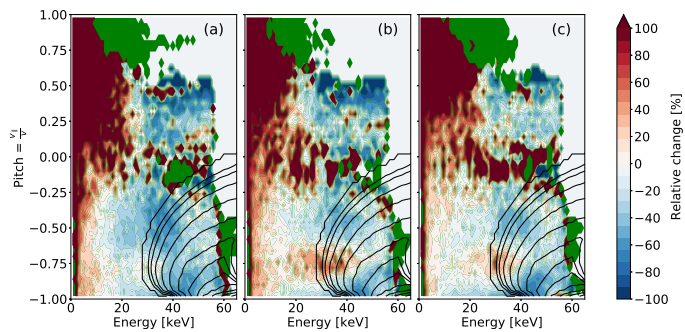 (a) (b) (c)
1.00
0.75
0.50
0.25
0.00
−0.25
−0.50
−0.75
−1.00
Pitch = v∥/v
0 20 40 60
0 20 40 60
0 20 40 60
Energy [keV] Energy [keV] Energy [keV]
100
80
60
40
20
0
−20
−40
−60
−80
−100
Relative change [%]